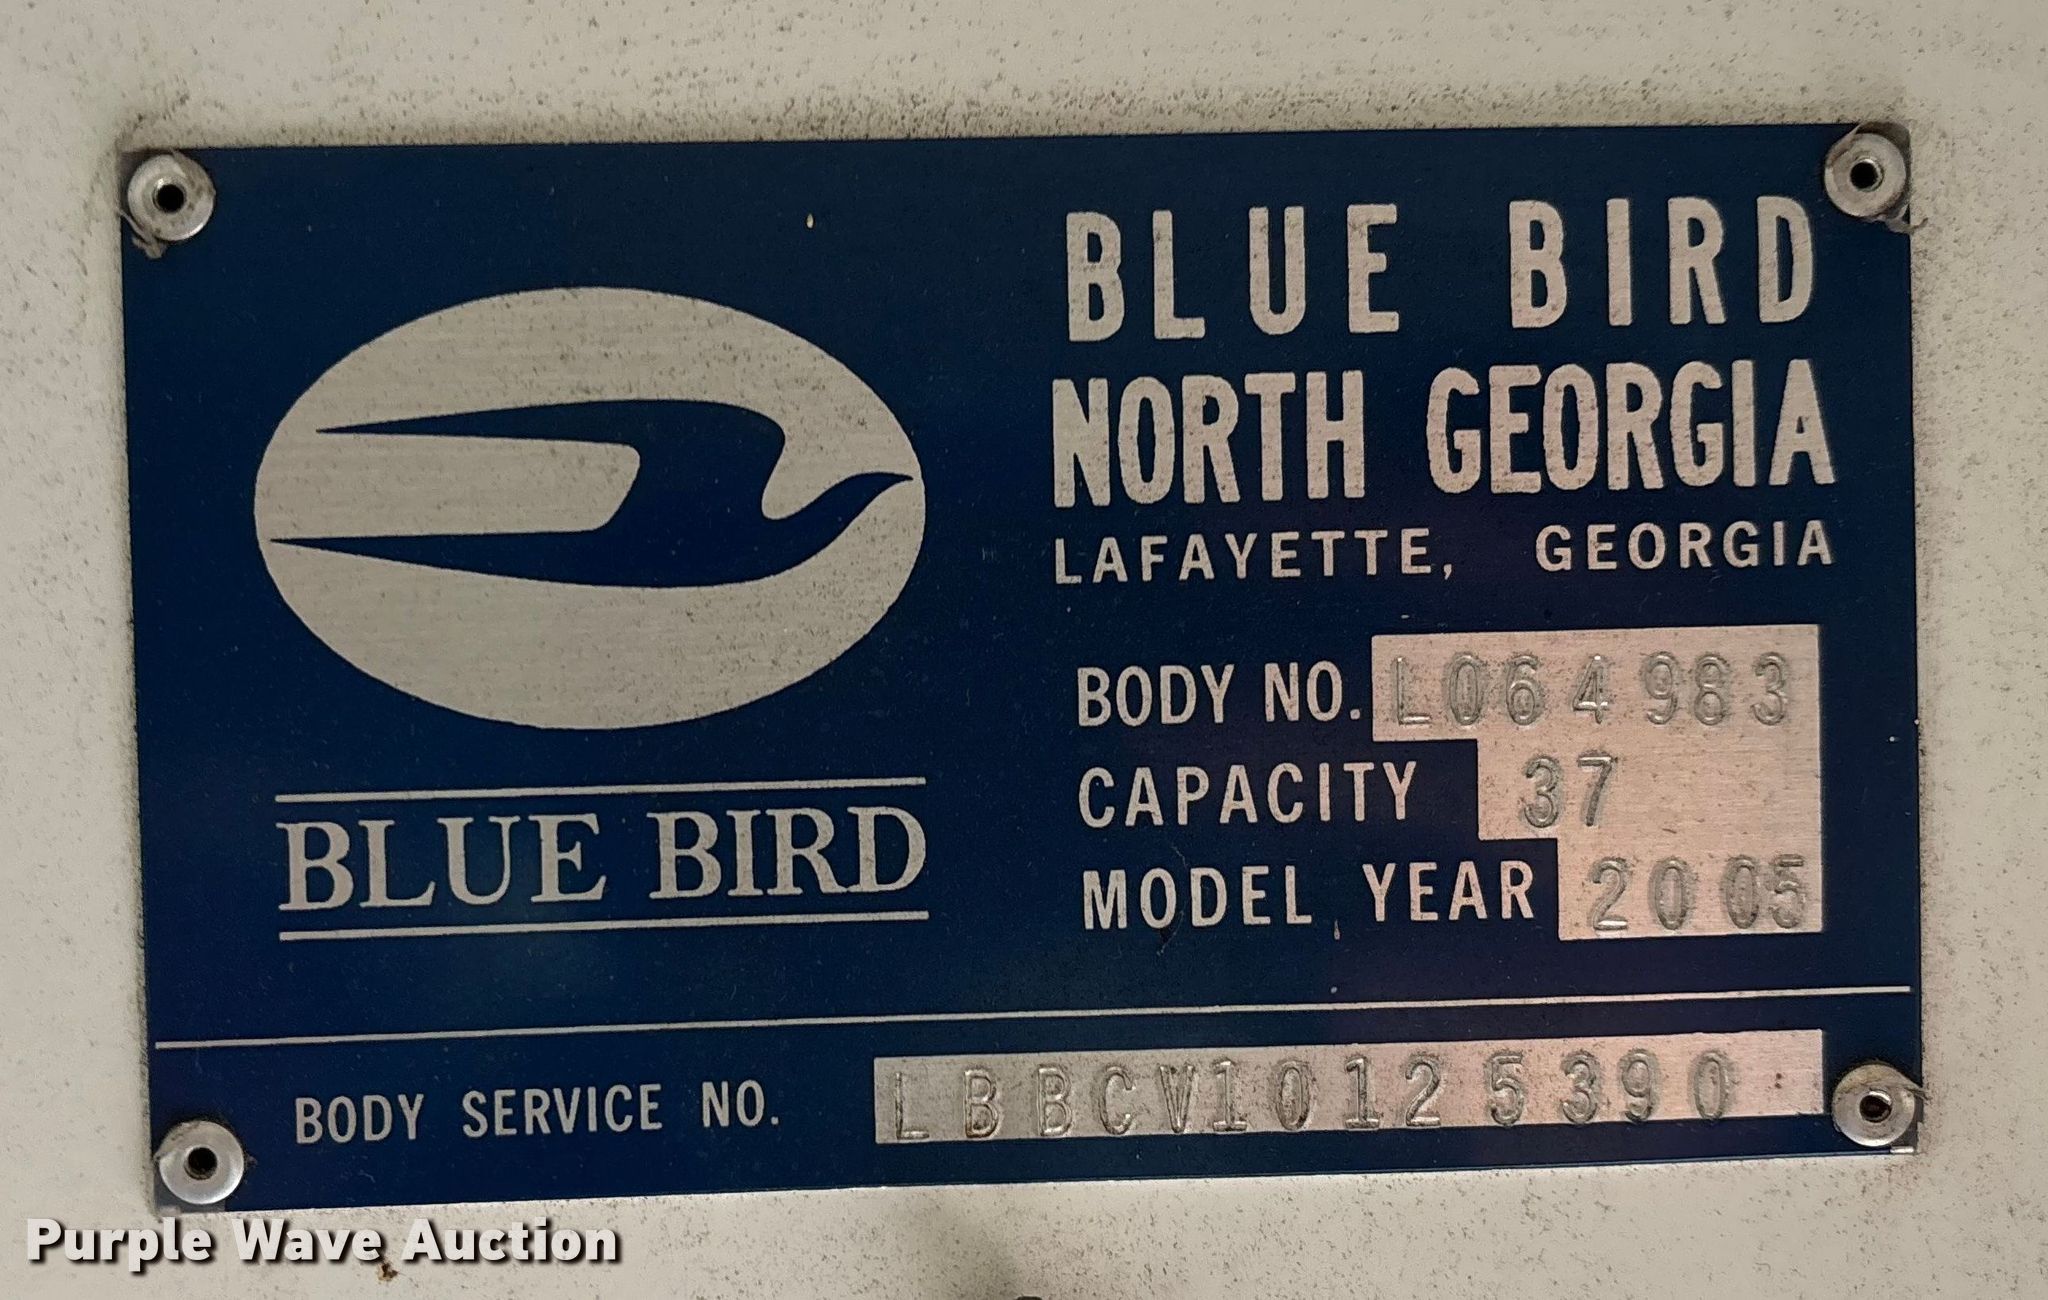 BLUE BIRD
NORTH GEORGIA
LAFAYETTE, GEORGIA
BODY NO. L064983
CAPACITY 37
MODEL YEAR 2005
BLUE BIRD
BODY SERVICE NO. LBBCV10125390
Purple Wave Auction